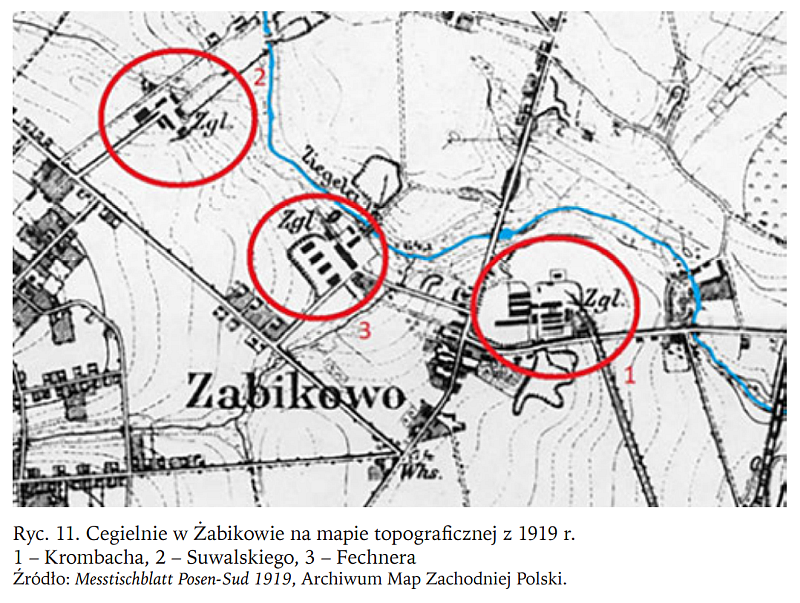 2
Zgl.
Ziegelei
Zgl.
3
Zgl.
1
Żabikowo
Whs.
Ryc. 11. Cegielnie w Żabikowie na mapie topograficznej z 1919 r.
1 – Krombacha, 2 – Suwalskiego, 3 – Fechnera
Źródło: Messtischblatt Posen-Sud 1919, Archiwum Map Zachodniej Polski.